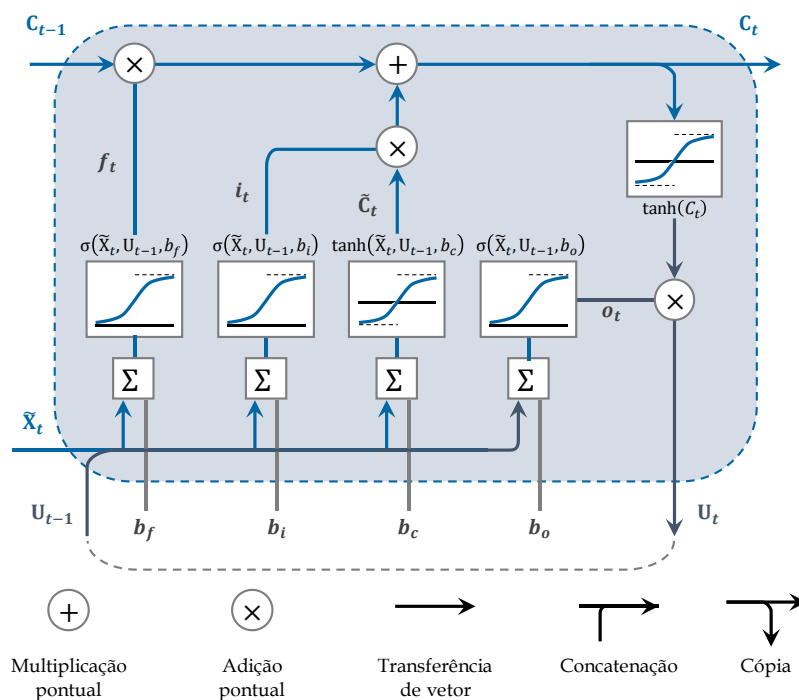 C_{t−1}
C_t
×
+
f_t
i_t
×
C̃_t
tanh(C_t)
σ(X̃_t, U_{t−1}, b_f)
σ(X̃_t, U_{t−1}, b_i)
tanh(X̃_t, U_{t−1}, b_c)
σ(X̃_t, U_{t−1}, b_o)
×
o_t
Σ
Σ
Σ
Σ
X̃_t
U_{t−1}
b_f
b_i
b_c
b_o
U_t
+
×
Multiplicação
pontual
Adição
pontual
Transferência
de vetor
Concatenação
Cópia